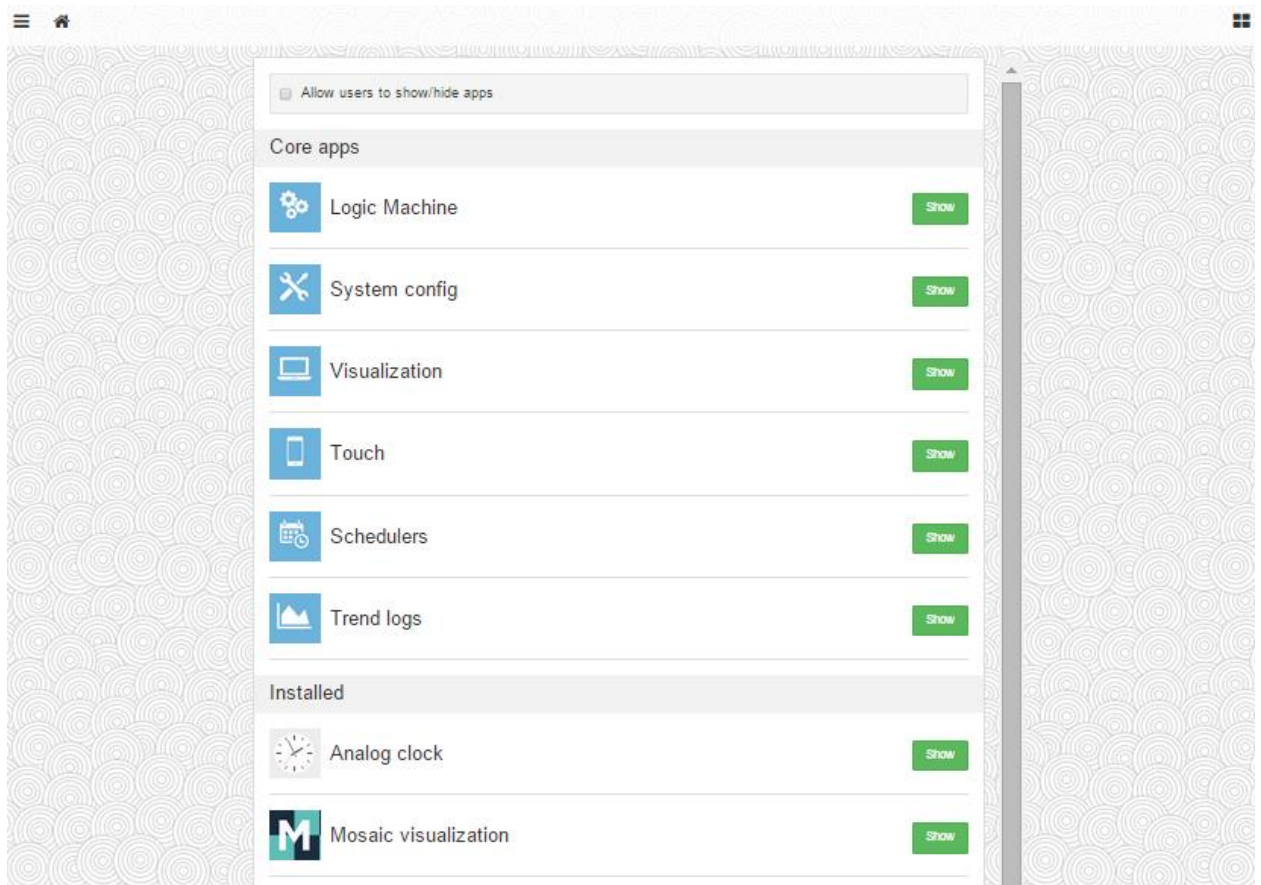 Allow users to show/hide apps
Core apps
Logic Machine
Show
System config
Show
Visualization
Show
Touch
Show
Schedulers
Show
Trend logs
Show
Installed
Analog clock
Show
M
Mosaic visualization
Show